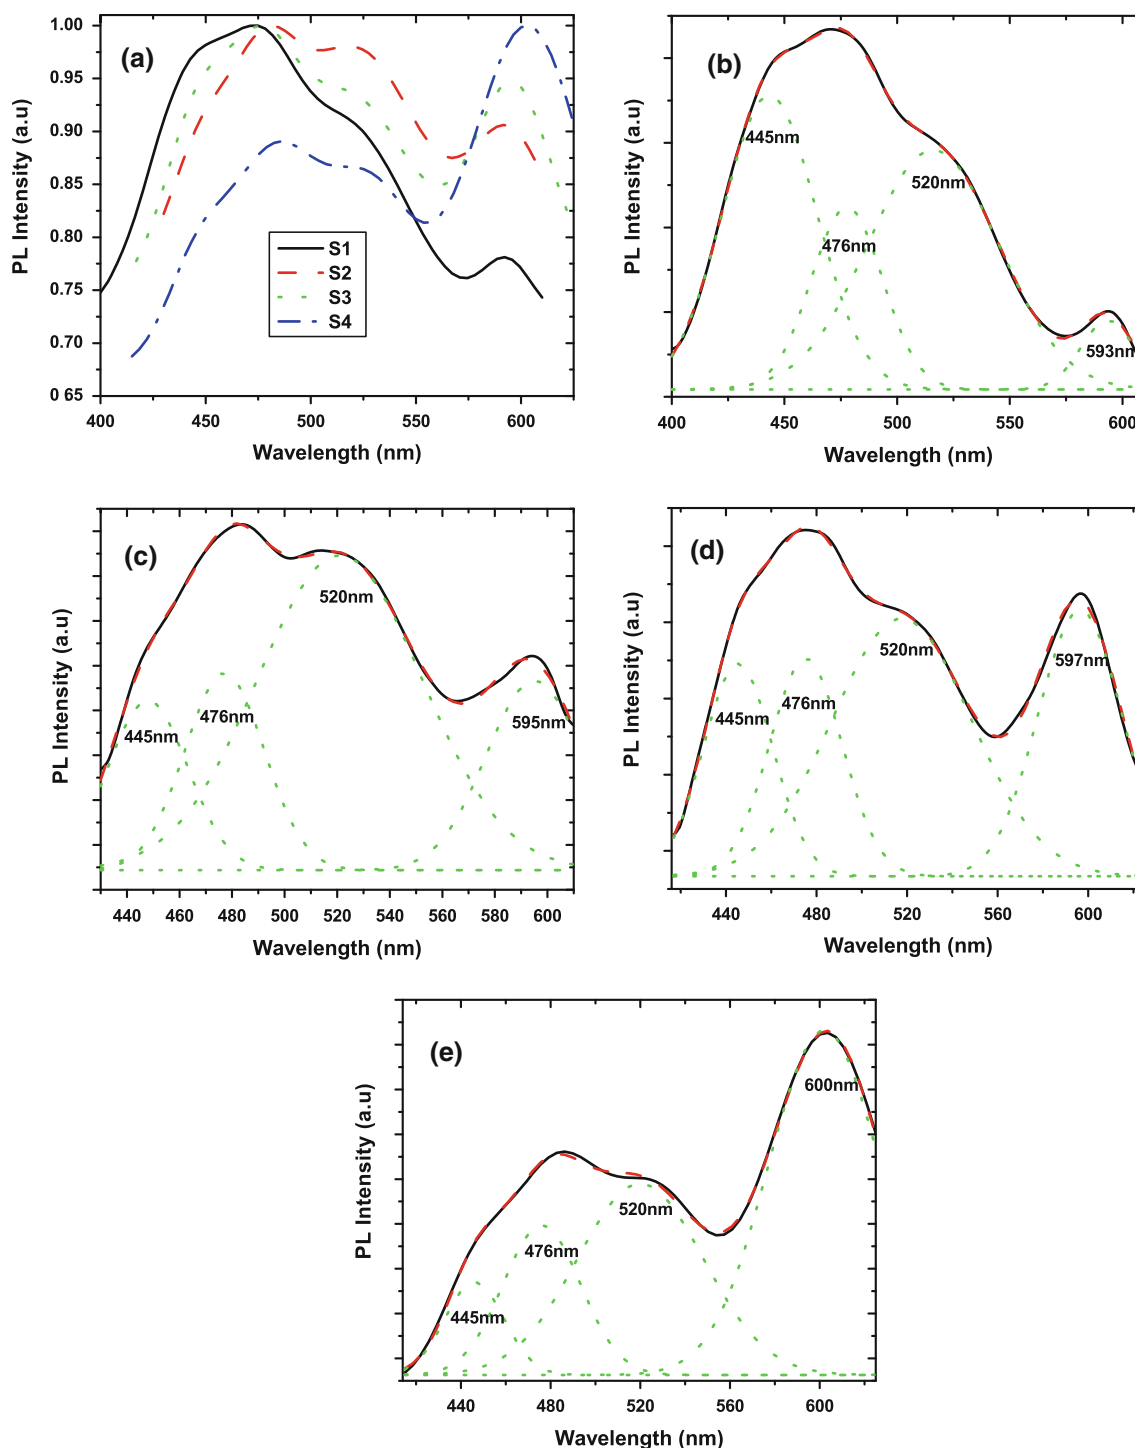 (a)
PL Intensity (a.u)
1.00
0.95
0.90
0.85
0.80
0.75
0.70
0 65
S1
S2
S3
S4
400 450 500 550 600
Wavelength (nm)
(b)
PL Intensity (a.u)
445nm
476nm
520nm
593nm
400 450 500 550 600
Wavelength (nm)
(c)
PL Intensity (a.u)
445nm
476nm
520nm
595nm
440 460 480 500 520 540 560 580 600
Wavelength (nm)
(d)
PL Intensity (a.u)
445nm
476nm
520nm
597nm
440 480 520 560 600
Wavelength (nm)
(e)
PL Intensity (a.u)
445nm
476nm
520nm
600nm
440 480 520 560 600
Wavelength (nm)